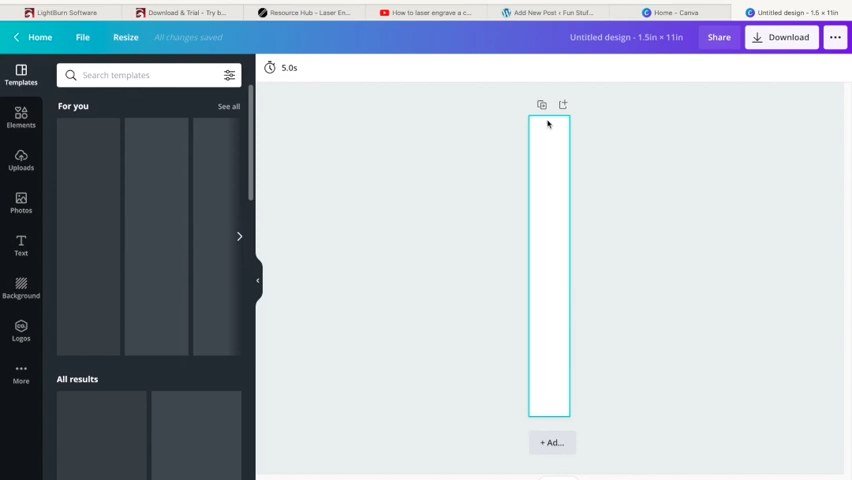 LightBurn Software
Download & Trial – Try b...
Resource Hub – Laser En...
How to laser engrave a c...
Add New Post ‹ Fun Stuf...
Home – Canva
Untitled design – 1.5 × 11in
Home
File
Resize
All changes saved
Untitled design - 1.5in × 11in
Share
Download
Templates
Search templates
5.0s
For you
See all
Elements
Uploads
Photos
Text
Background
Logos
More
All results
+ Ad...